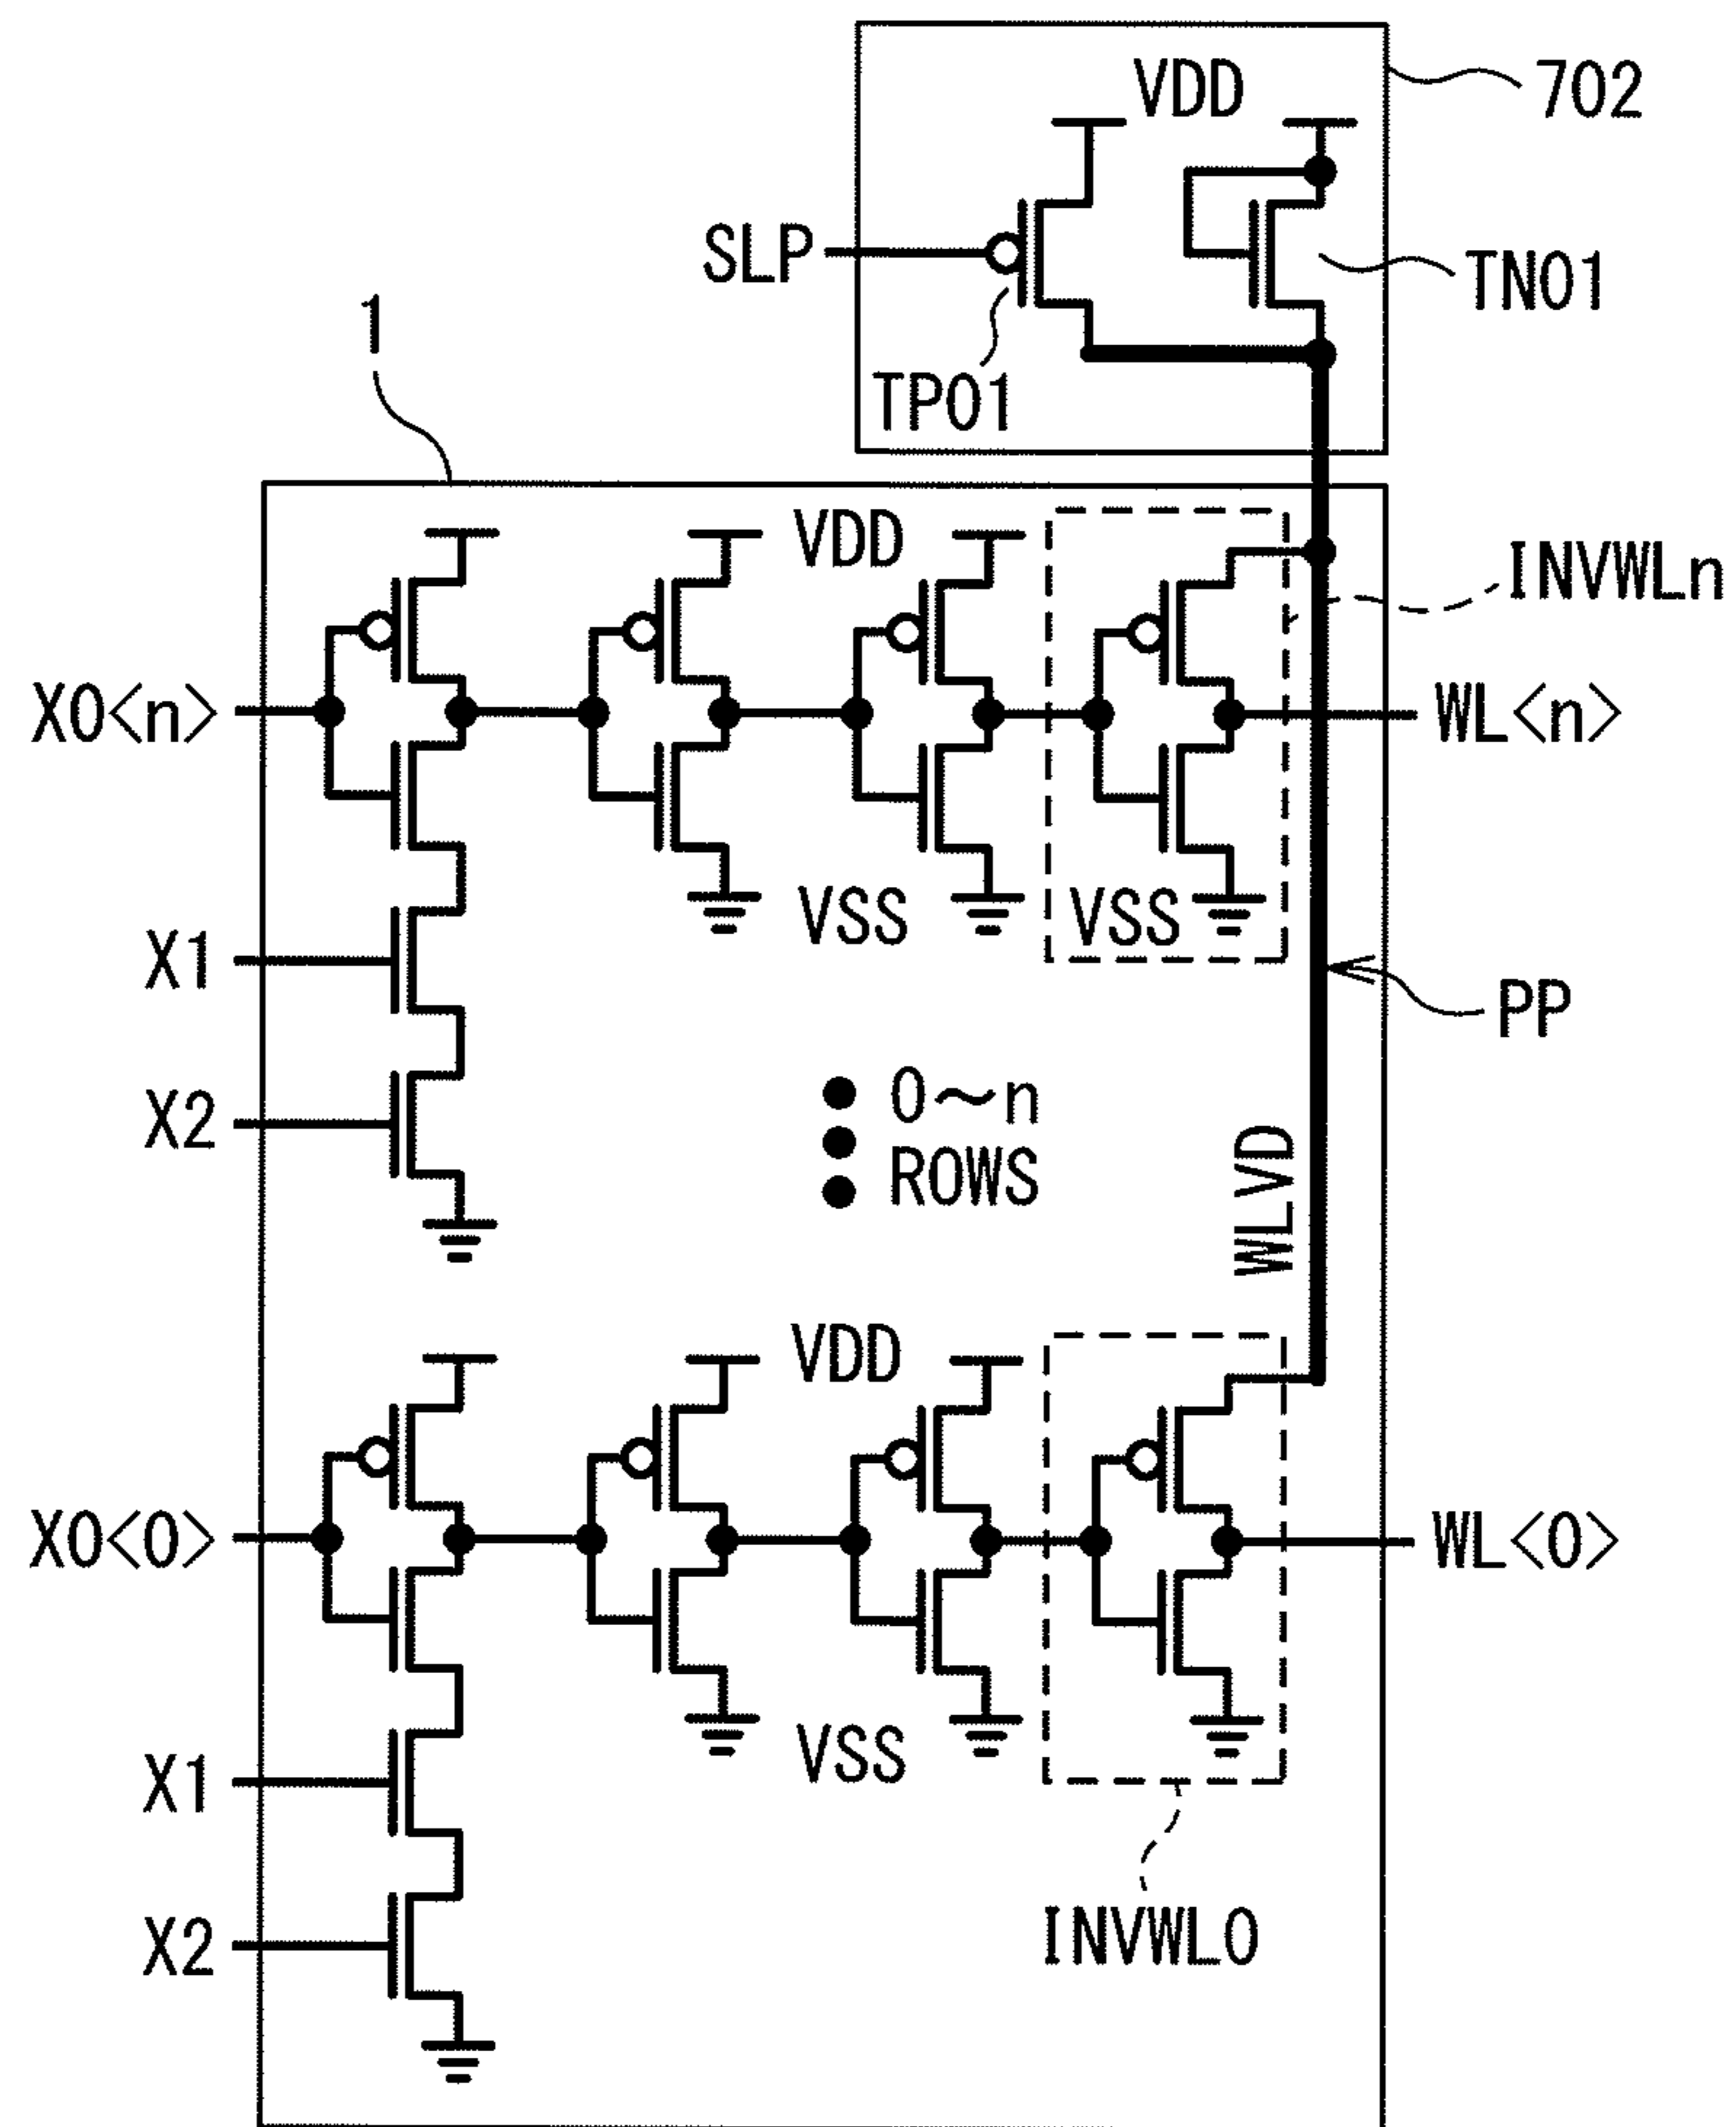 702
VDD
SLP
TN01
TP01
1
VDD
INVWLn
X0<n>
WL<n>
VSS
VSS
X1
PP
X2
0~n
ROWS
WLVD
VDD
X0<0>
WL<0>
VSS
X1
X2
INVWL0